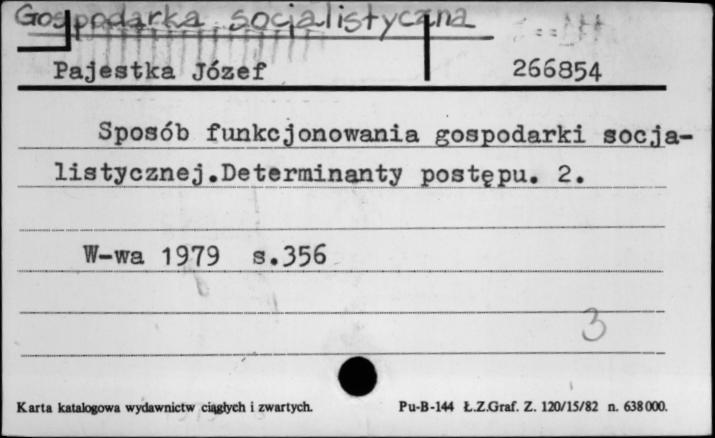 Gospodarka socjalistyczna
Pajestka Józef 266854
Sposób funkcjonowania gospodarki socja-
listycznej.Determinanty postępu. 2.
W-wa 1979 s.356
3
Karta katalogowa wydawnictw ciągłych i zwartych. Pu-B-144 Ł.Z.Graf. Z. 120/15/82 n. 638000.